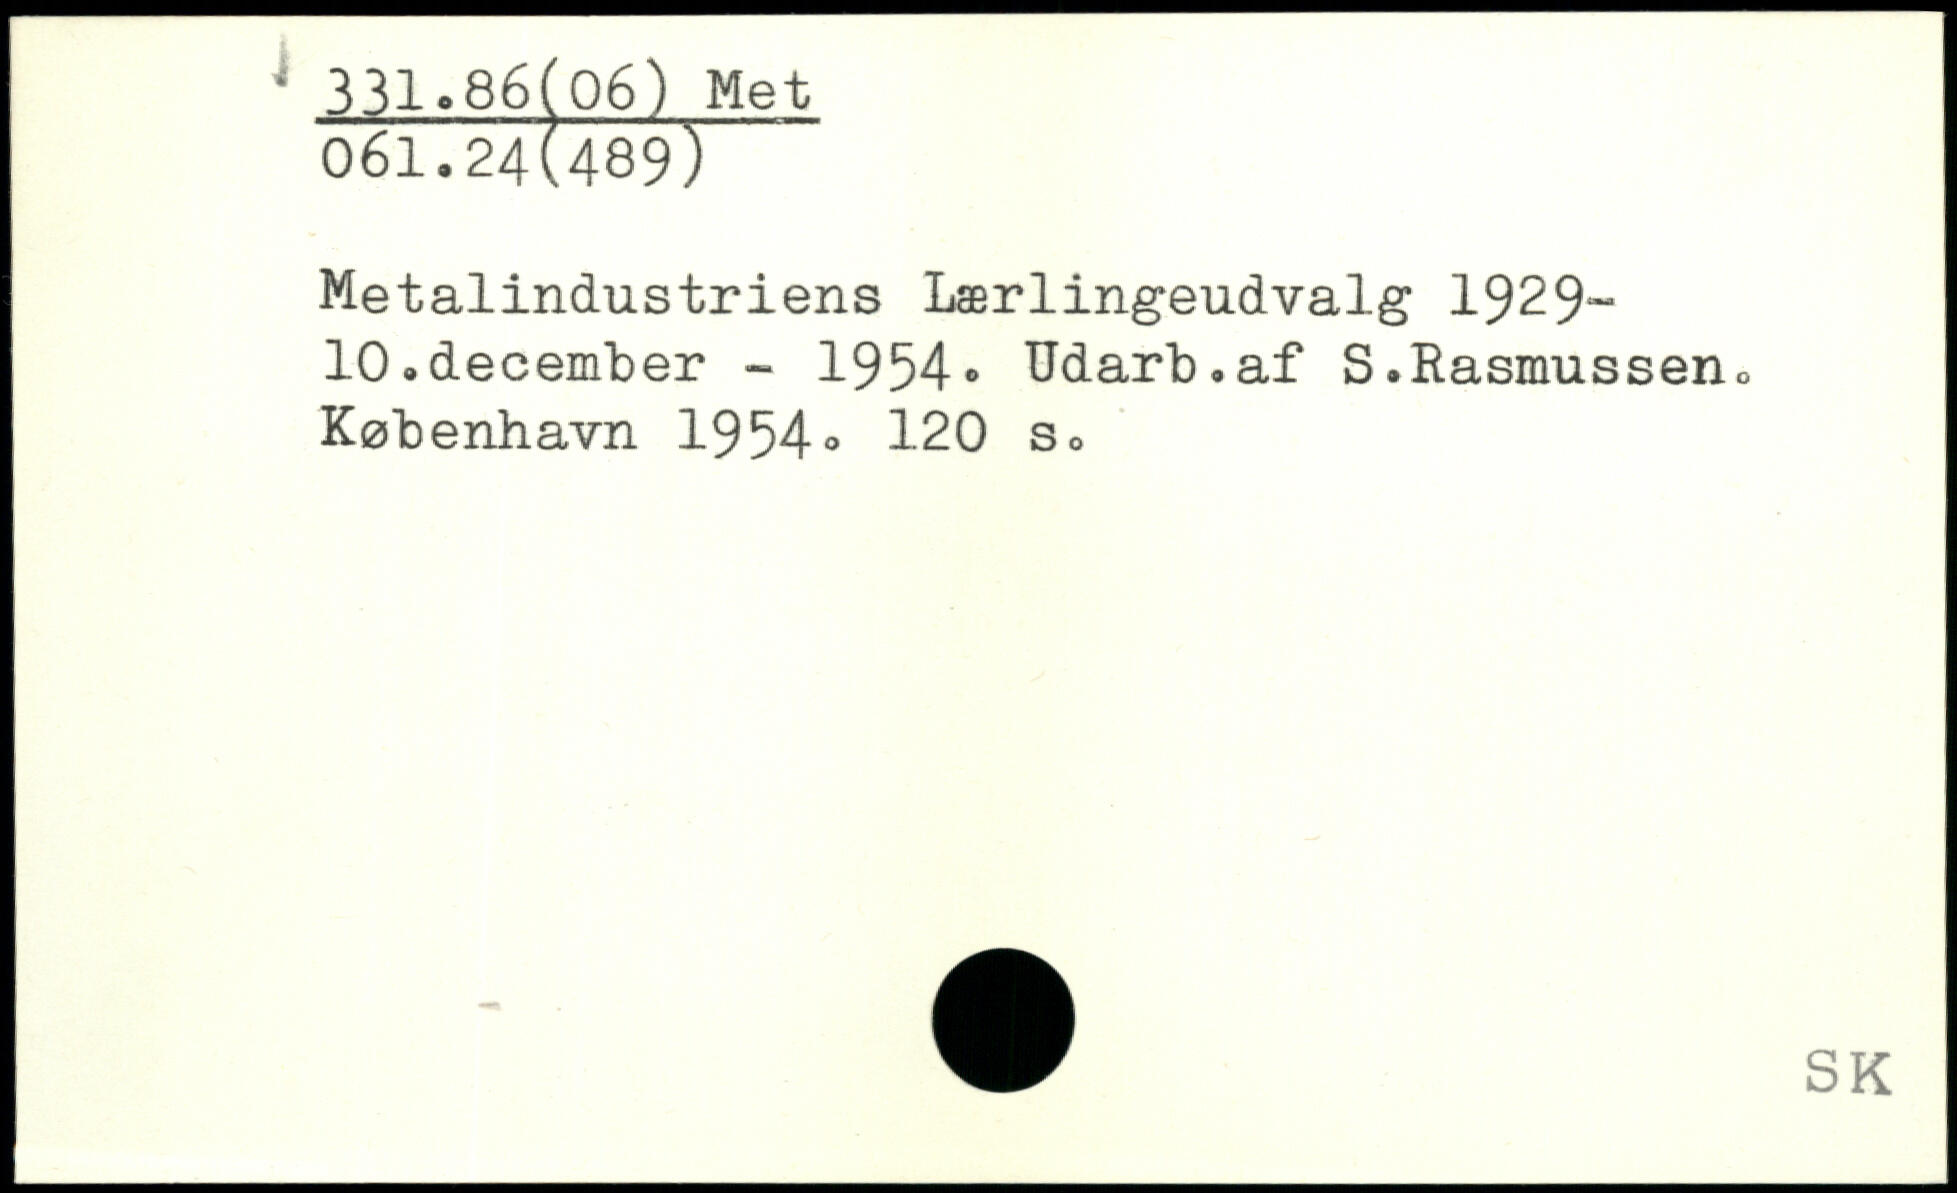 331.86(06) Met
061.24(489)
Metalindustriens Lærlingeudvalg 1929-
10.december - 1954. Udarb.af S.Rasmussen.
København 1954. 120 s.
SK